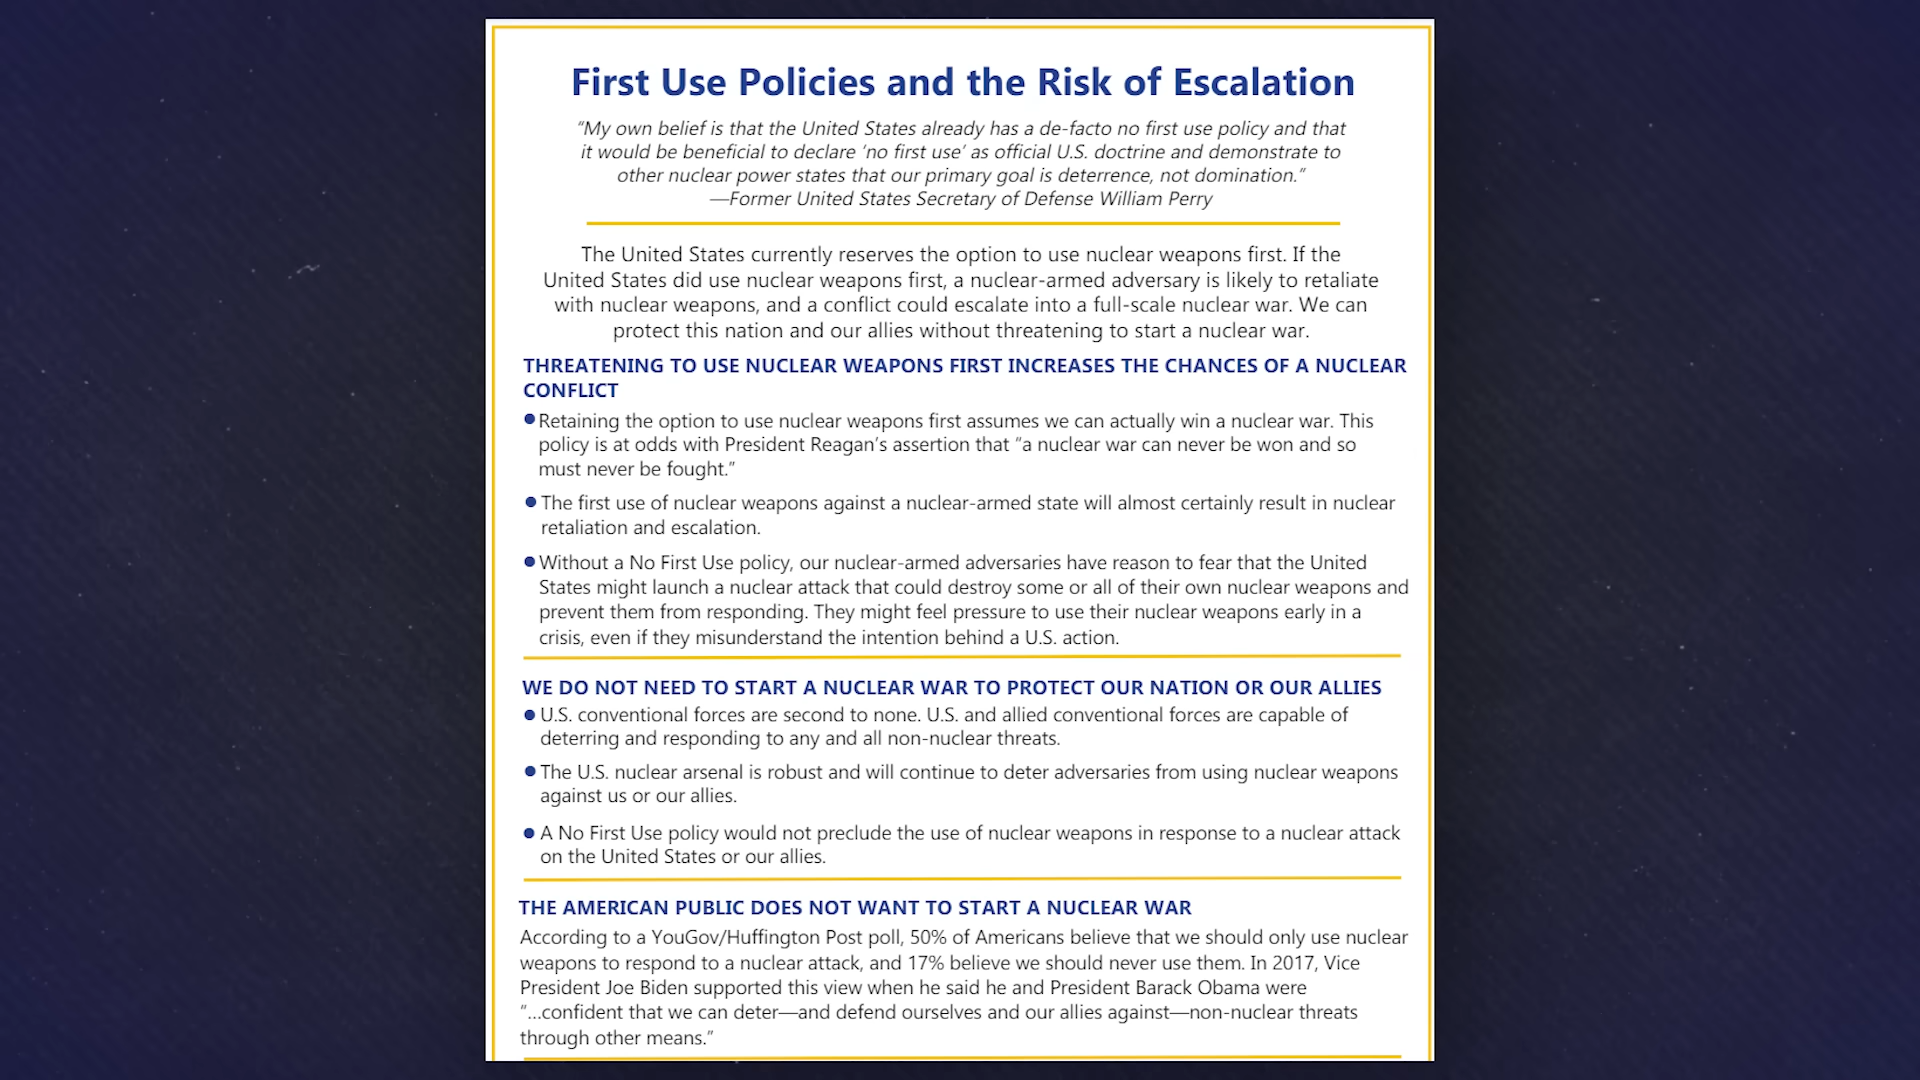 First Use Policies and the Risk of Escalation
“My own belief is that the United States already has a de-facto no first use policy and that
it would be beneficial to declare ‘no first use’ as official U.S. doctrine and demonstrate to
other nuclear power states that our primary goal is deterrence, not domination.”
—Former United States Secretary of Defense William Perry
The United States currently reserves the option to use nuclear weapons first. If the
United States did use nuclear weapons first, a nuclear-armed adversary is likely to retaliate
with nuclear weapons, and a conflict could escalate into a full-scale nuclear war. We can
protect this nation and our allies without threatening to start a nuclear war.
THREATENING TO USE NUCLEAR WEAPONS FIRST INCREASES THE CHANCES OF A NUCLEAR
CONFLICT
● Retaining the option to use nuclear weapons first assumes we can actually win a nuclear war. This
policy is at odds with President Reagan’s assertion that “a nuclear war can never be won and so
must never be fought.”
● The first use of nuclear weapons against a nuclear-armed state will almost certainly result in nuclear
retaliation and escalation.
● Without a No First Use policy, our nuclear-armed adversaries have reason to fear that the United
States might launch a nuclear attack that could destroy some or all of their own nuclear weapons and
prevent them from responding. They might feel pressure to use their nuclear weapons early in a
crisis, even if they misunderstand the intention behind a U.S. action.
WE DO NOT NEED TO START A NUCLEAR WAR TO PROTECT OUR NATION OR OUR ALLIES
● U.S. conventional forces are second to none. U.S. and allied conventional forces are capable of
deterring and responding to any and all non-nuclear threats.
● The U.S. nuclear arsenal is robust and will continue to deter adversaries from using nuclear weapons
against us or our allies.
● A No First Use policy would not preclude the use of nuclear weapons in response to a nuclear attack
on the United States or our allies.
THE AMERICAN PUBLIC DOES NOT WANT TO START A NUCLEAR WAR
According to a YouGov/Huffington Post poll, 50% of Americans believe that we should only use nuclear
weapons to respond to a nuclear attack, and 17% believe we should never use them. In 2017, Vice
President Joe Biden supported this view when he said he and President Barack Obama were
“…confident that we can deter—and defend ourselves and our allies against—non-nuclear threats
through other means.”